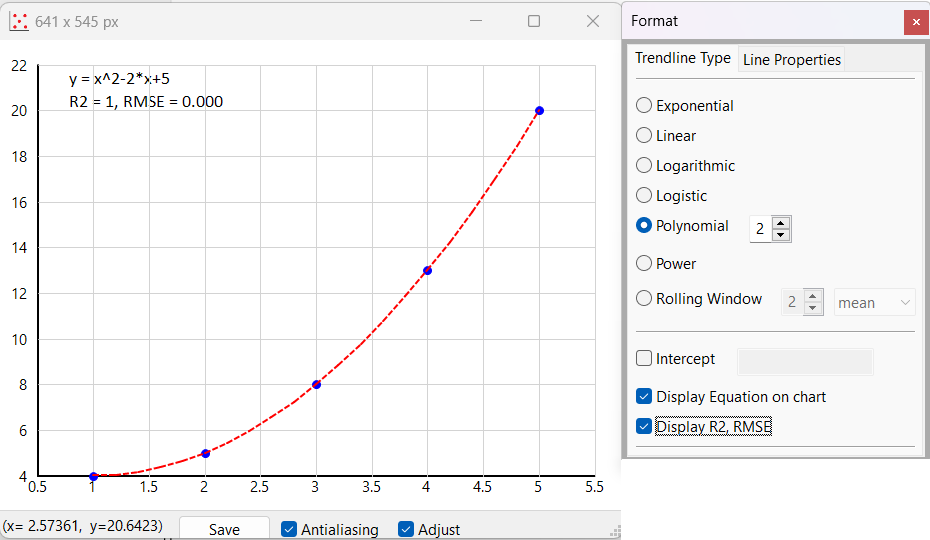 641 x 545 px
22
y = x^2-2*x+5
R2 = 1, RMSE = 0.000
20
18
16
14
12
10
8
6
4
0.5 1 1.5 2 2.5 3 3.5 4 4.5 5 5.5
(x= 2.57361, y=20.6423) Save Antialiasing Adjust
Format
Trendline Type Line Properties
Exponential
Linear
Logarithmic
Logistic
Polynomial 2
Power
Rolling Window 2 mean
Intercept
Display Equation on chart
Display R2, RMSE